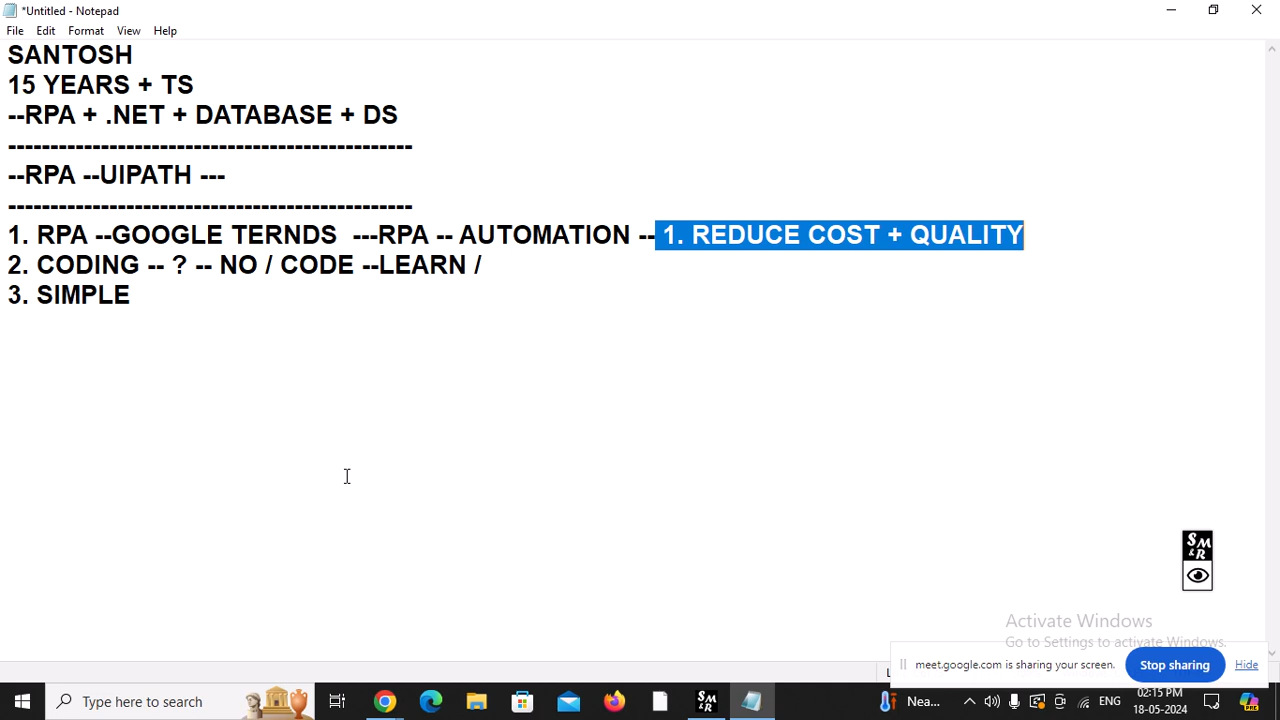 *Untitled - Notepad
File Edit Format View Help
SANTOSH
15 YEARS + TS
--RPA + .NET + DATABASE + DS
------------------------------------------------
--RPA --UIPATH ---
------------------------------------------------
1. RPA --GOOGLE TERNDS ---RPA -- AUTOMATION -- 1. REDUCE COST + QUALITY
2. CODING -- ? -- NO / CODE --LEARN /
3. SIMPLE
S M & R
Activate Windows
Go to Settings to activate Windows.
meet.google.com is sharing your screen. Stop sharing Hide
Type here to search
S M & R
Nea...
ENG
02:15 PM
18-05-2024
PRE